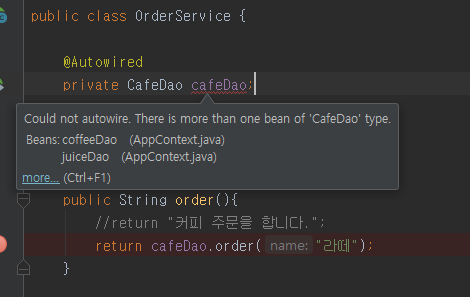 public class OrderService {
@Autowired
private CafeDao cafeDao;
Could not autowire. There is more than one bean of 'CafeDao' type.
Beans: coffeeDao (AppContext.java)
juiceDao (AppContext.java)
more... (Ctrl+F1)
public String order(){
//return "커피 주문을 합니다.";
return cafeDao.order( name: "라떼");
}